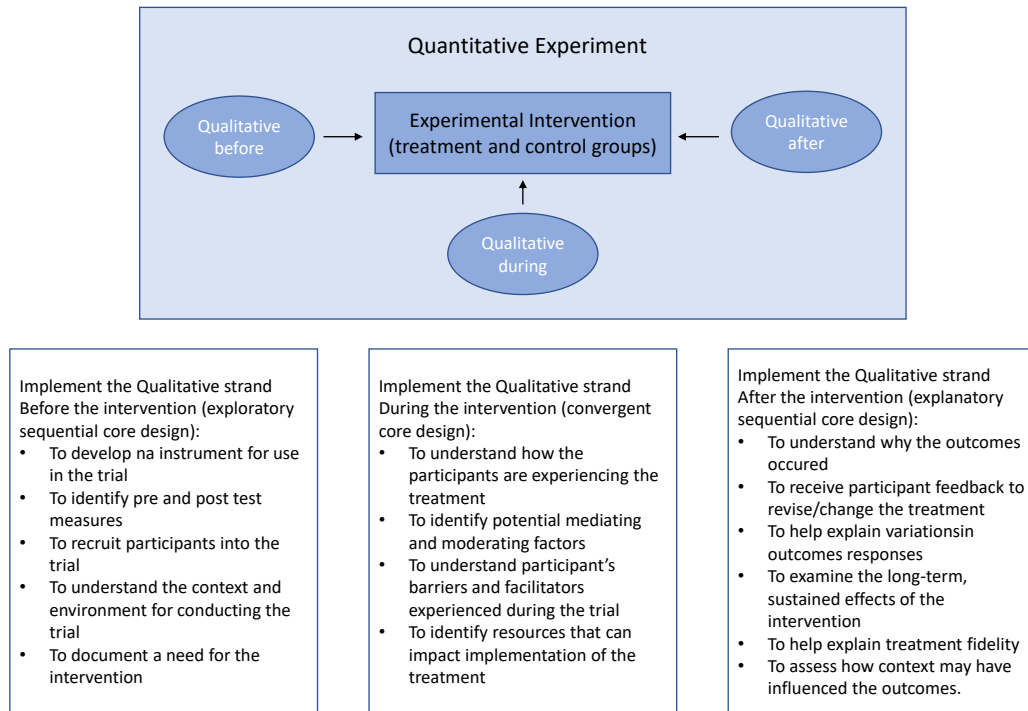 Quantitative Experiment
Qualitative
before
Experimental Intervention
(treatment and control groups)
Qualitative
after
Qualitative
during
Implement the Qualitative strand
Before the intervention (exploratory
sequential core design):
• To develop na instrument for use
in the trial
• To identify pre and post test
measures
• To recruit participants into the
trial
• To understand the context and
environment for conducting the
trial
• To document a need for the
intervention
Implement the Qualitative strand
During the intervention (convergent
core design):
• To understand how the
participants are experiencing the
treatment
• To identify potential mediating
and moderating factors
• To understand participant’s
barriers and facilitators
experienced during the trial
• To identify resources that can
impact implementation of the
treatment
Implement the Qualitative strand
After the intervention (explanatory
sequential core design):
• To understand why the outcomes
occured
• To receive participant feedback to
revise/change the treatment
• To help explain variationsin
outcomes responses
• To examine the long-term,
sustained effects of the
intervention
• To help explain treatment fidelity
• To assess how context may have
influenced the outcomes.